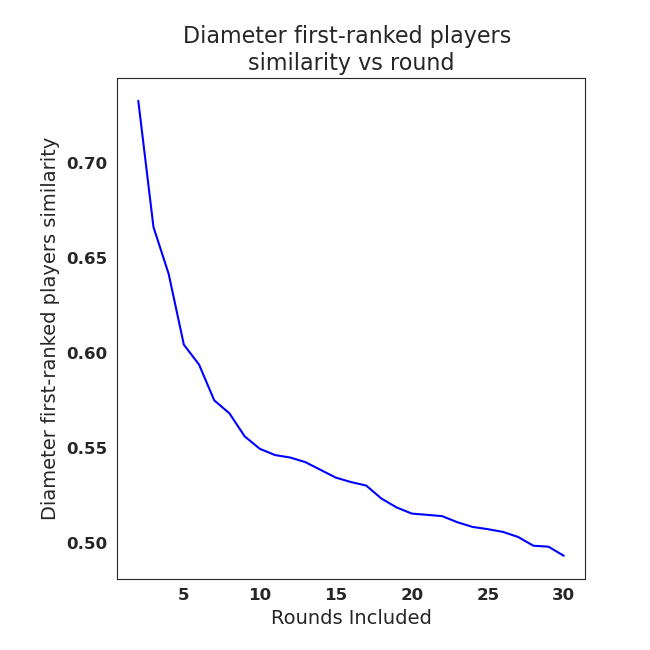 Diameter first-ranked players
similarity vs round
Diameter first-ranked players similarity
0.70
0.65
0.60
0.55
0.50
5 10 15 20 25 30
Rounds Included